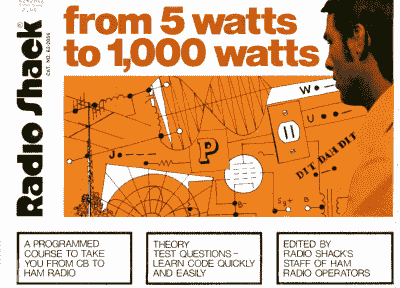 from 5 watts
to 1,000 watts
Radio Shack®
CAT. NO. 62-2005
W
U
J
P
DIT DAH DIT
B-
Sg+
B
A PROGRAMMED
COURSE TO TAKE
YOU FROM CB TO
HAM RADIO
THEORY
TEST QUESTIONS –
LEARN CODE QUICKLY
AND EASILY
EDITED BY
RADIO SHACK'S
STAFF OF HAM
RADIO OPERATORS